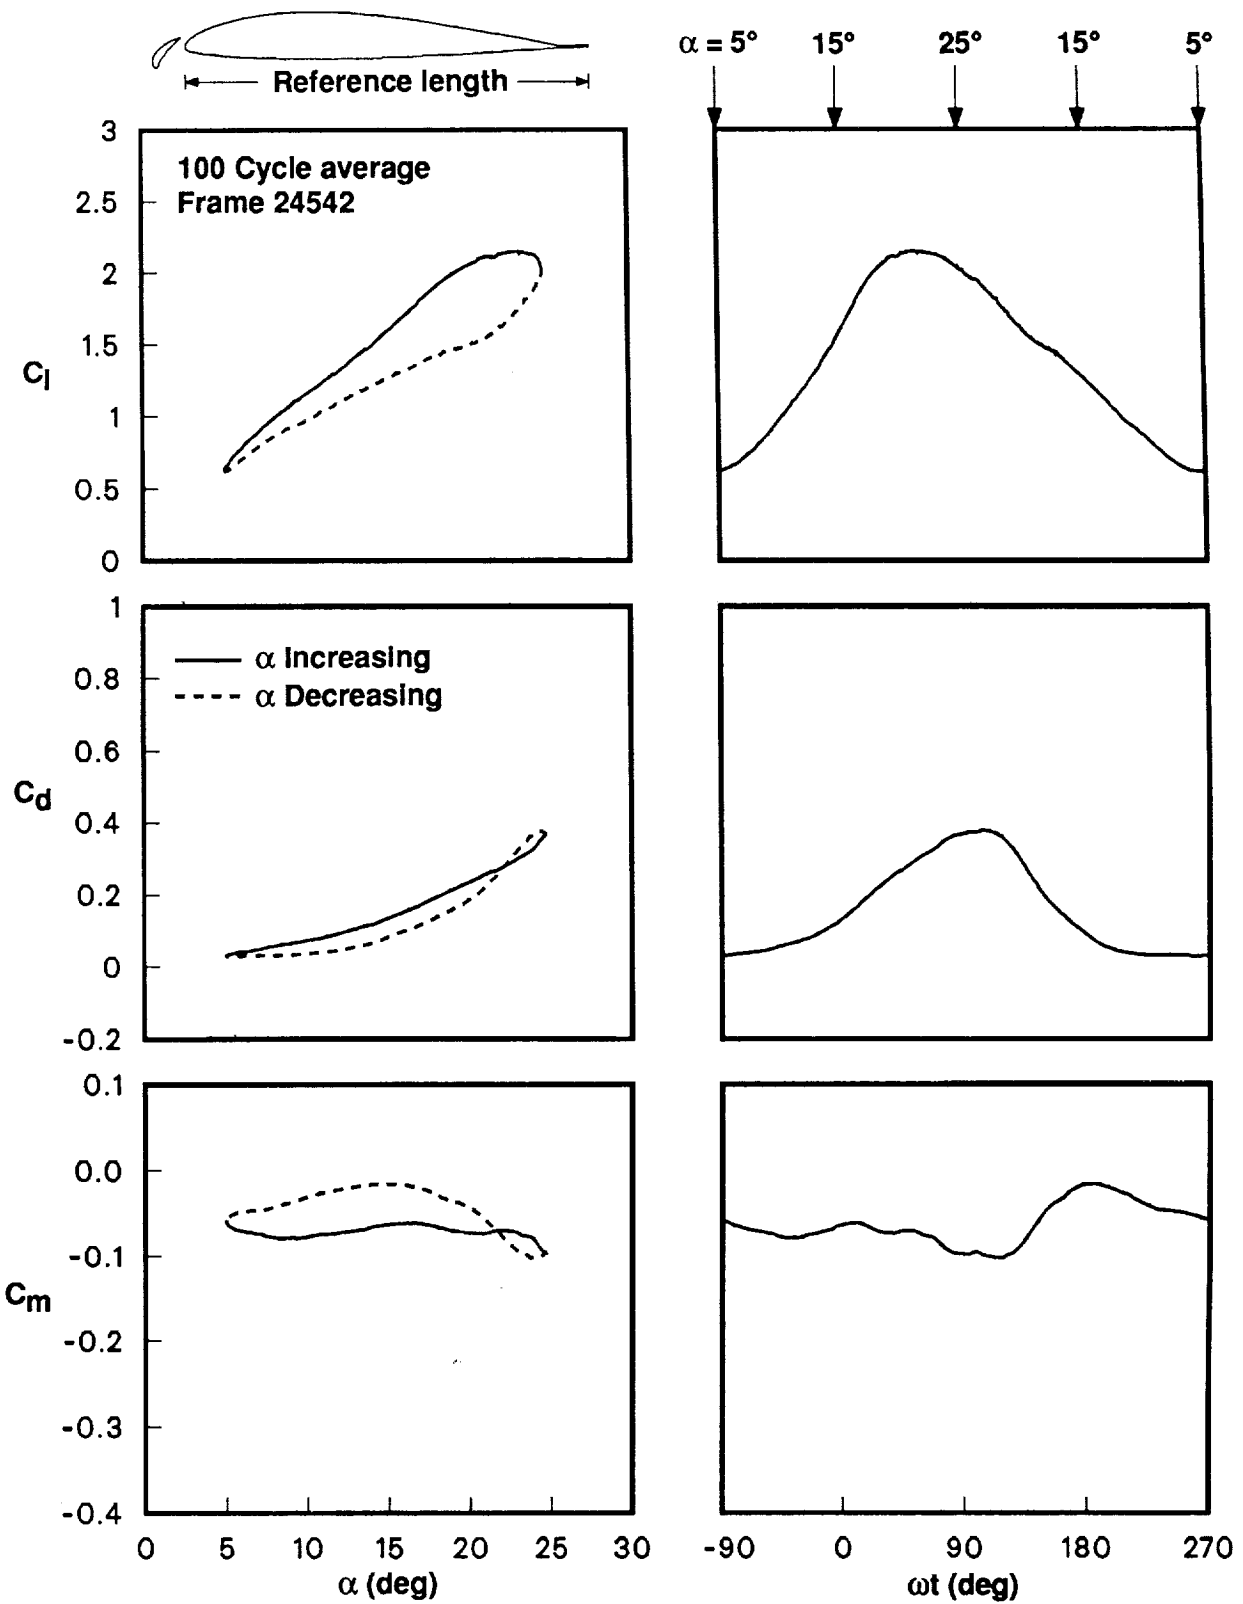 Reference length
α = 5° 15° 25° 15° 5°
100 Cycle average
Frame 24542
3
2.5
2
1.5
1
0.5
0
Cl
α Increasing
α Decreasing
1
0.8
0.6
0.4
0.2
0
-0.2
Cd
0.1
0.0
-0.1
-0.2
-0.3
-0.4
Cm
0 5 10 15 20 25 30
α (deg)
-90 0 90 180 270
ωt (deg)